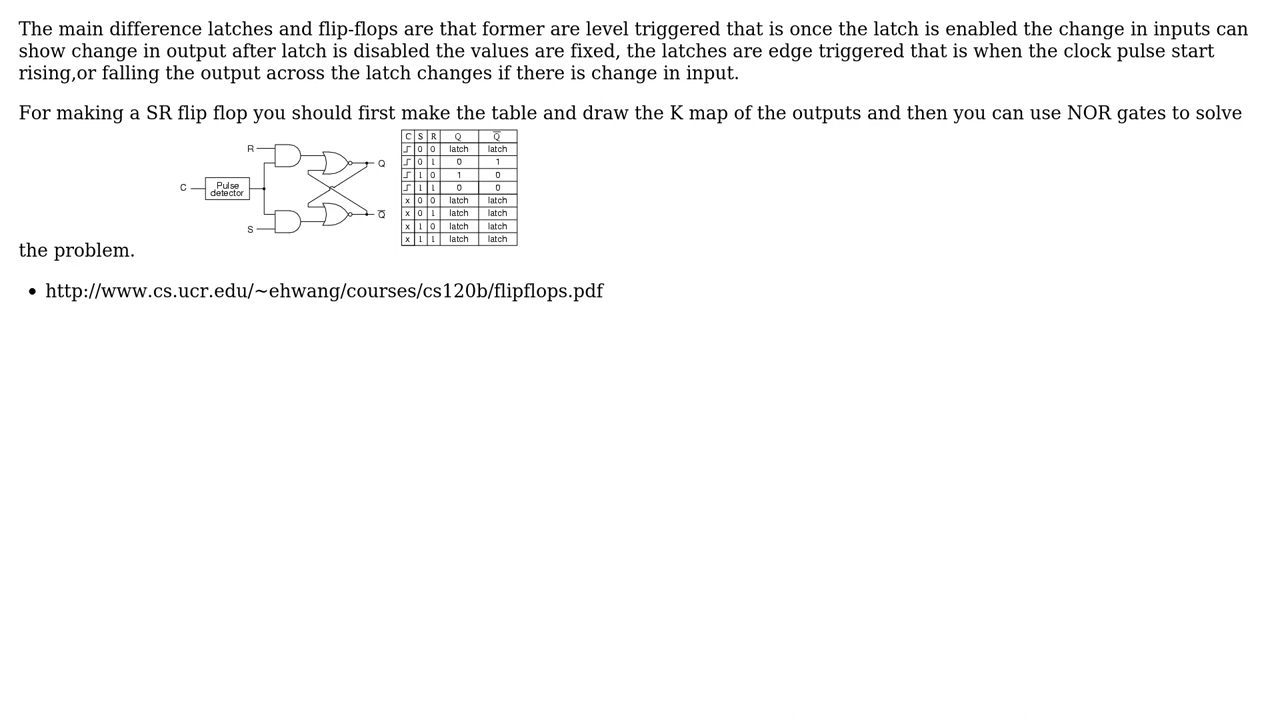 The main difference latches and flip-flops are that former are level triggered that is once the latch is enabled the change in inputs can
show change in output after latch is disabled the values are fixed, the latches are edge triggered that is when the clock pulse start
rising,or falling the output across the latch changes if there is change in input.
For making a SR flip flop you should first make the table and draw the K map of the outputs and then you can use NOR gates to solve
R
Q
C
Pulse
detector
Q̅
S
C S R Q Q̅
0 0 latch latch
0 1 0 1
1 0 1 0
1 1 0 0
x 0 0 latch latch
x 0 1 latch latch
x 1 0 latch latch
x 1 1 latch latch
the problem.
• http://www.cs.ucr.edu/~ehwang/courses/cs120b/flipflops.pdf